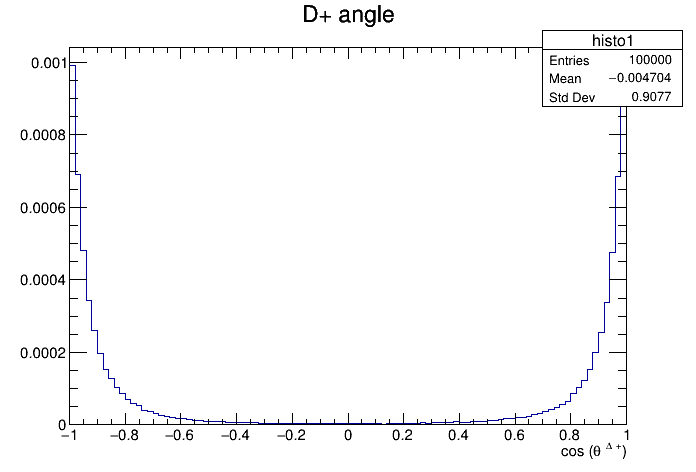 D+ angle
histo1
Entries 100000
Mean −0.004704
Std Dev 0.9077
0.001
0.0008
0.0006
0.0004
0.0002
0
−1 −0.8 −0.6 −0.4 −0.2 0 0.2 0.4 0.6 0.8 1
cos (θ Δ +)